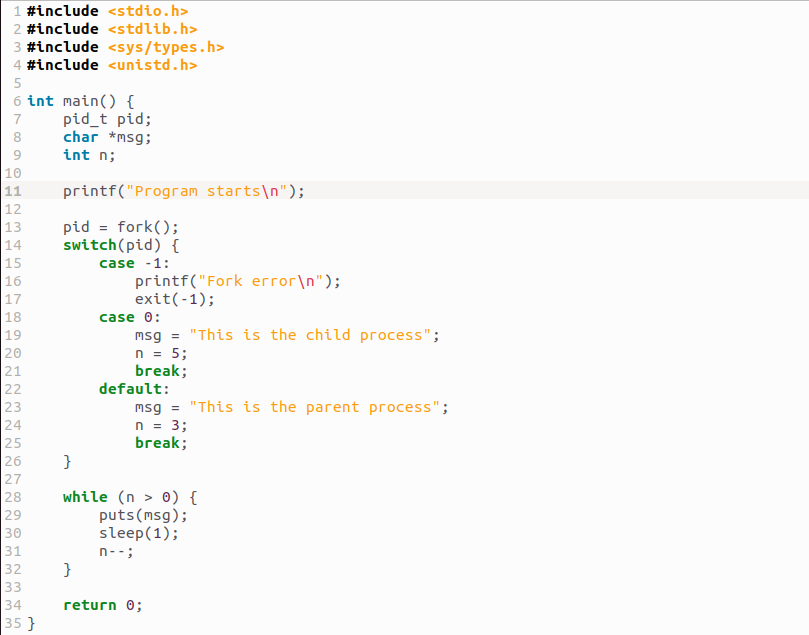 1 #include <stdio.h>
2 #include <stdlib.h>
3 #include <sys/types.h>
4 #include <unistd.h>
5
6 int main() {
7     pid_t pid;
8     char *msg;
9     int n;
10
11     printf("Program starts\n");
12
13     pid = fork();
14     switch(pid) {
15         case -1:
16             printf("Fork error\n");
17             exit(-1);
18         case 0:
19             msg = "This is the child process";
20             n = 5;
21             break;
22         default:
23             msg = "This is the parent process";
24             n = 3;
25             break;
26     }
27
28     while (n > 0) {
29         puts(msg);
30         sleep(1);
31         n--;
32     }
33
34     return 0;
35 }